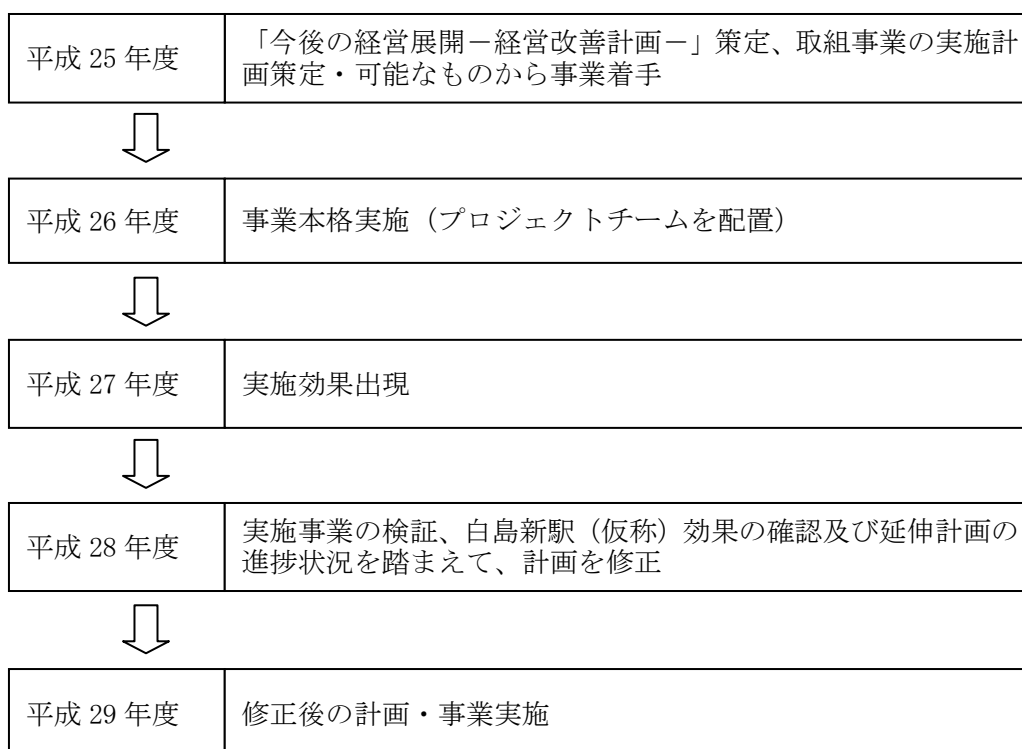 平成 25 年度
「今後の経営展開－経営改善計画－」策定、取組事業の実施計
画策定・可能なものから事業着手
平成 26 年度
事業本格実施（プロジェクトチームを配置）
平成 27 年度
実施効果出現
平成 28 年度
実施事業の検証、白島新駅（仮称）効果の確認及び延伸計画の
進捗状況を踏まえて、計画を修正
平成 29 年度
修正後の計画・事業実施